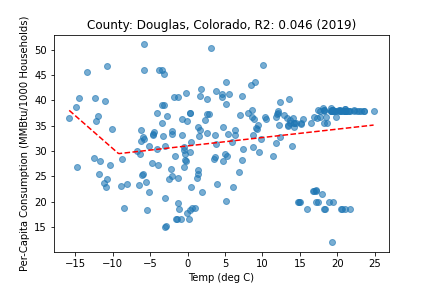 County: Douglas, Colorado, R2: 0.046 (2019)
Per-Capita Consumption (MMBtu/1000 Households)
50
45
40
35
30
25
20
15
−15 −10 −5 0 5 10 15 20 25
Temp (deg C)